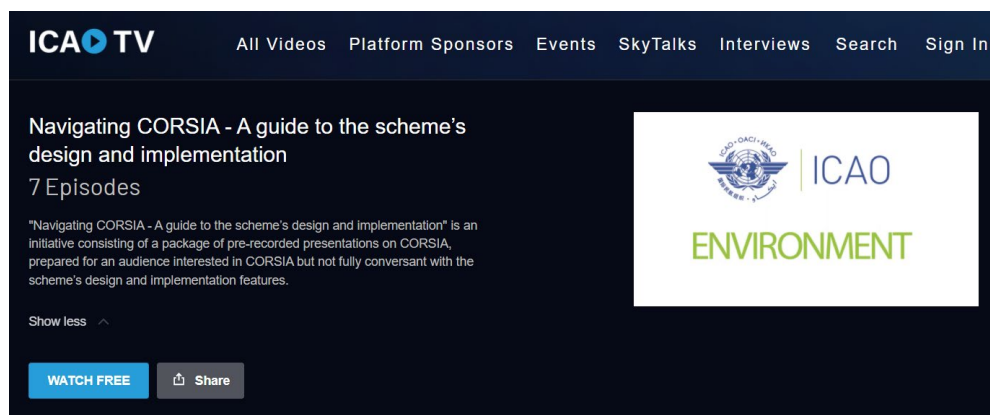 ICAO TV
All Videos Platform Sponsors Events SkyTalks Interviews Search Sign In
Navigating CORSIA - A guide to the scheme's
design and implementation
7 Episodes
"Navigating CORSIA - A guide to the scheme's design and implementation" is an
initiative consisting of a package of pre-recorded presentations on CORSIA,
prepared for an audience interested in CORSIA but not fully conversant with the
scheme's design and implementation features.
Show less
WATCH FREE Share
ICAO · OACI · ИКАО
ICAO
ENVIRONMENT